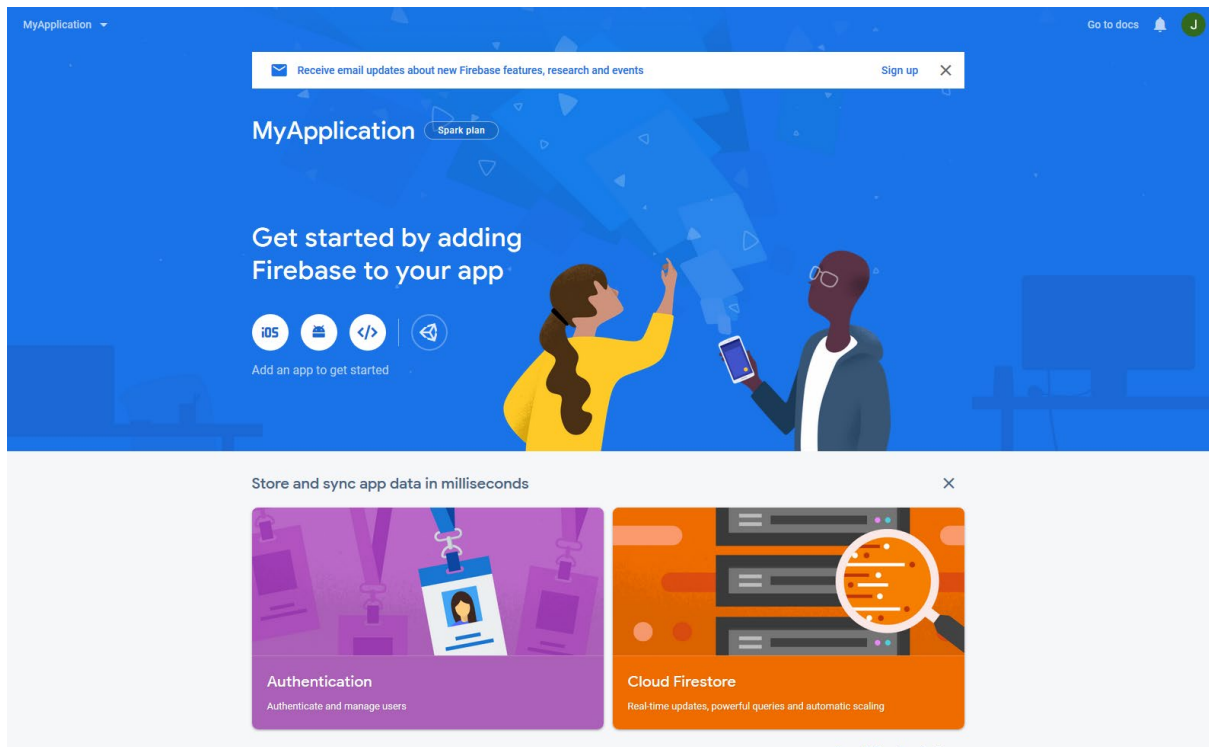 MyApplication
Go to docs
J
Receive email updates about new Firebase features, research and events
Sign up
MyApplication
Spark plan
Get started by adding
Firebase to your app
iOS
</>
Add an app to get started
Store and sync app data in milliseconds
Authentication
Authenticate and manage users
Cloud Firestore
Real-time updates, powerful queries and automatic scaling